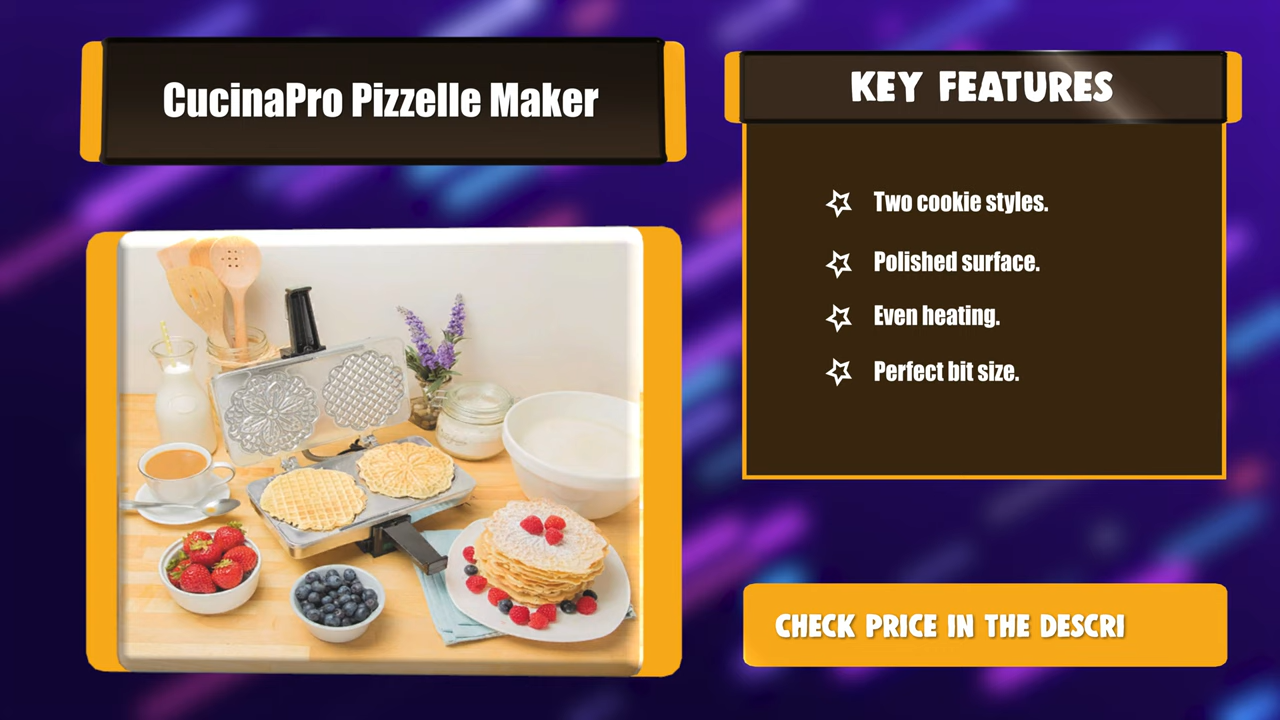 CucinaPro Pizzelle Maker
KEY FEATURES
Two cookie styles.
Polished surface.
Even heating.
Perfect bit size.
CHECK PRICE IN THE DESCRI